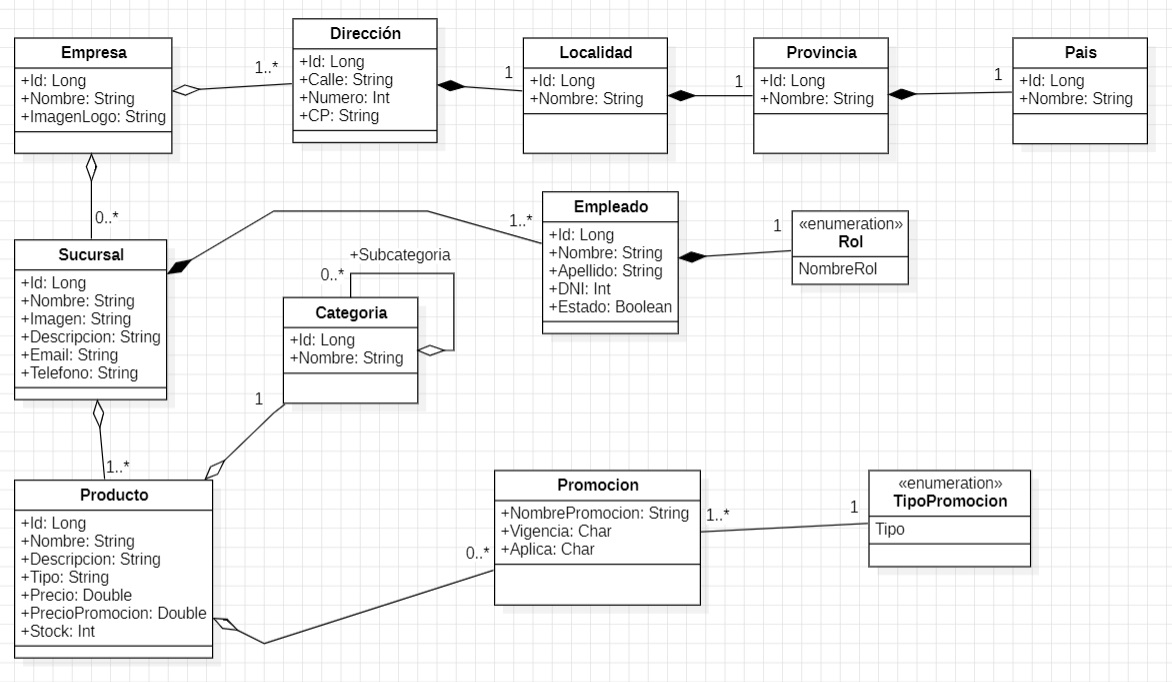 Empresa
+Id: Long
+Nombre: String
+ImagenLogo: String
1..*
Dirección
+Id: Long
+Calle: String
+Numero: Int
+CP: String
1
Localidad
+Id: Long
+Nombre: String
1
Provincia
+Id: Long
+Nombre: String
1
Pais
+Id: Long
+Nombre: String
0..*
Sucursal
+Id: Long
+Nombre: String
+Imagen: String
+Descripcion: String
+Email: String
+Telefono: String
1..*
Empleado
+Id: Long
+Nombre: String
+Apellido: String
+DNI: Int
+Estado: Boolean
1
«enumeration»
Rol
NombreRol
+Subcategoria
0..*
Categoria
+Id: Long
+Nombre: String
1
1..*
Producto
+Id: Long
+Nombre: String
+Descripcion: String
+Tipo: String
+Precio: Double
+PrecioPromocion: Double
+Stock: Int
0..*
Promocion
+NombrePromocion: String
+Vigencia: Char
+Aplica: Char
1..*
1
«enumeration»
TipoPromocion
Tipo